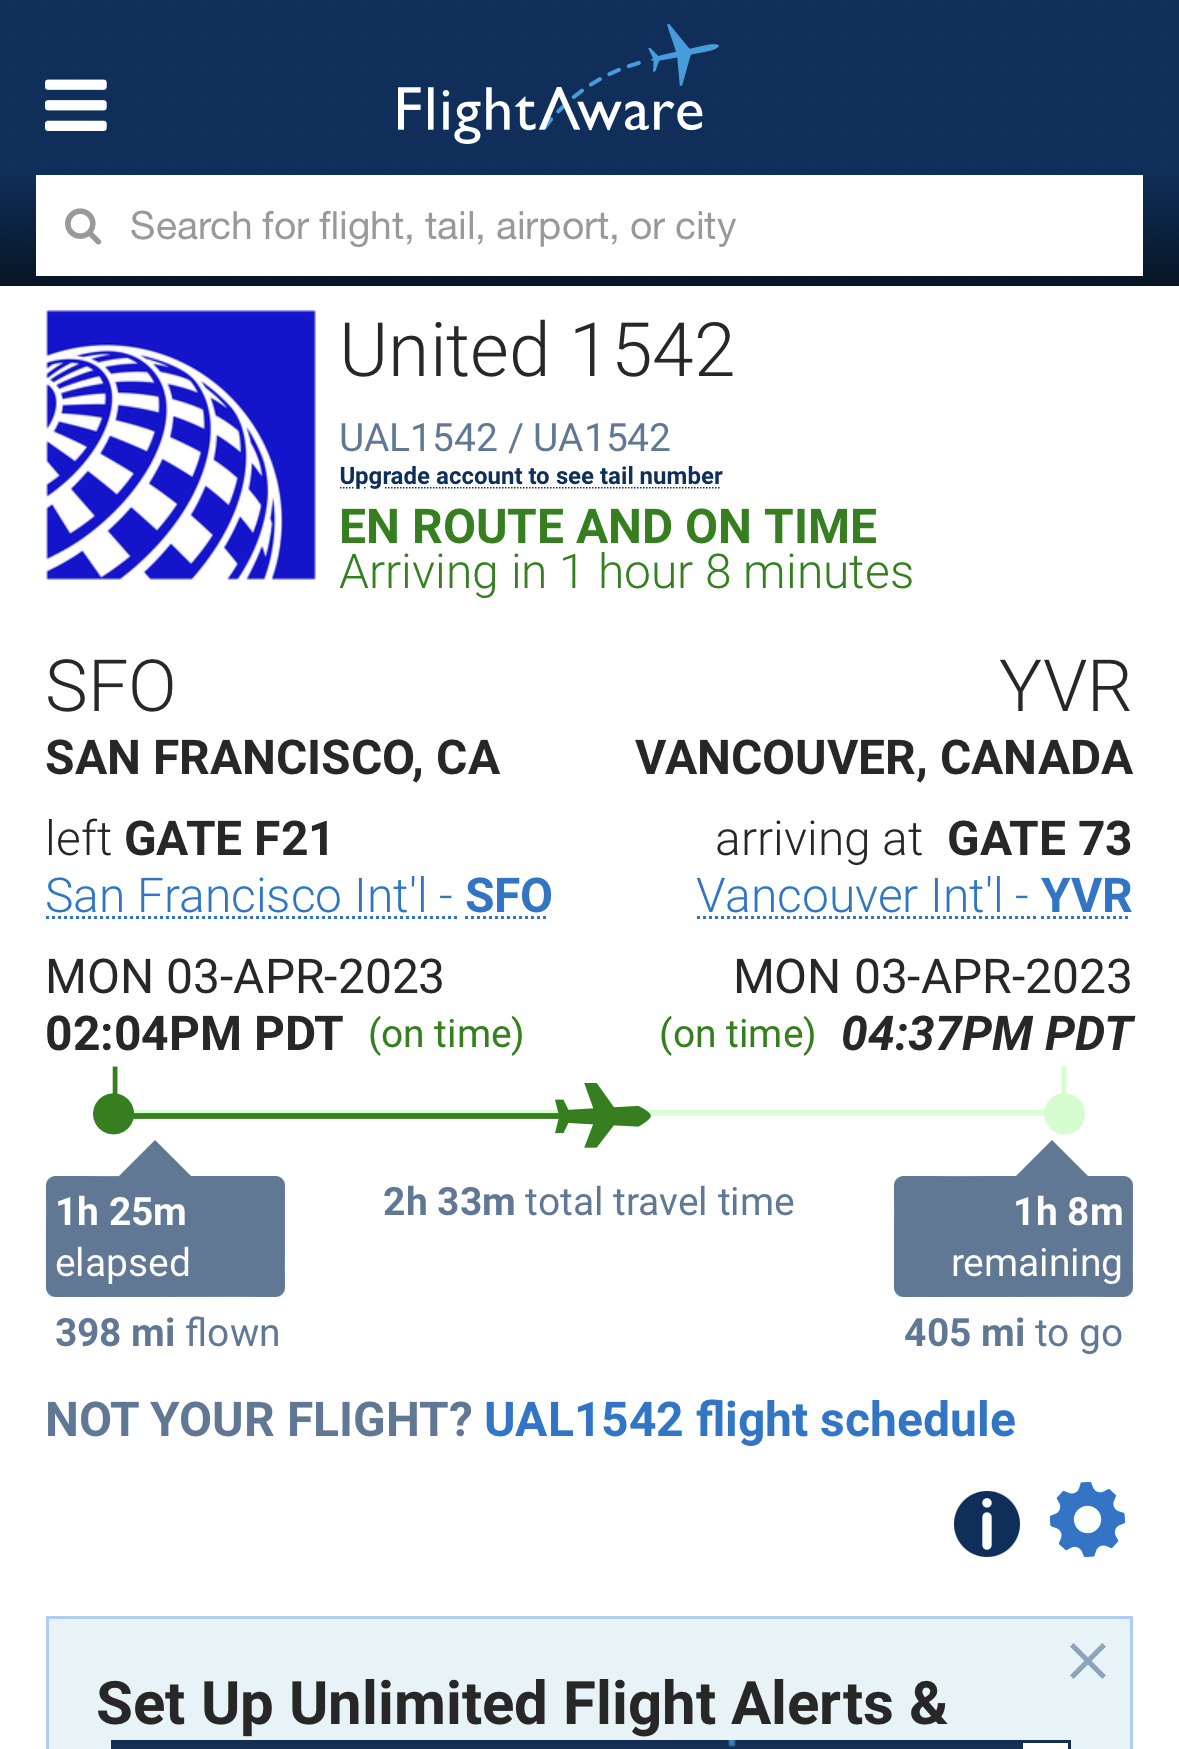 FlightAware
Search for flight, tail, airport, or city
United 1542
UAL1542 / UA1542
Upgrade account to see tail number
EN ROUTE AND ON TIME
Arriving in 1 hour 8 minutes
SFO
YVR
SAN FRANCISCO, CA
VANCOUVER, CANADA
left GATE F21
arriving at GATE 73
San Francisco Int'l - SFO
Vancouver Int'l - YVR
MON 03-APR-2023
MON 03-APR-2023
02:04PM PDT (on time)
(on time) 04:37PM PDT
1h 25m
elapsed
2h 33m total travel time
1h 8m
remaining
398 mi flown
405 mi to go
NOT YOUR FLIGHT? UAL1542 flight schedule
Set Up Unlimited Flight Alerts &